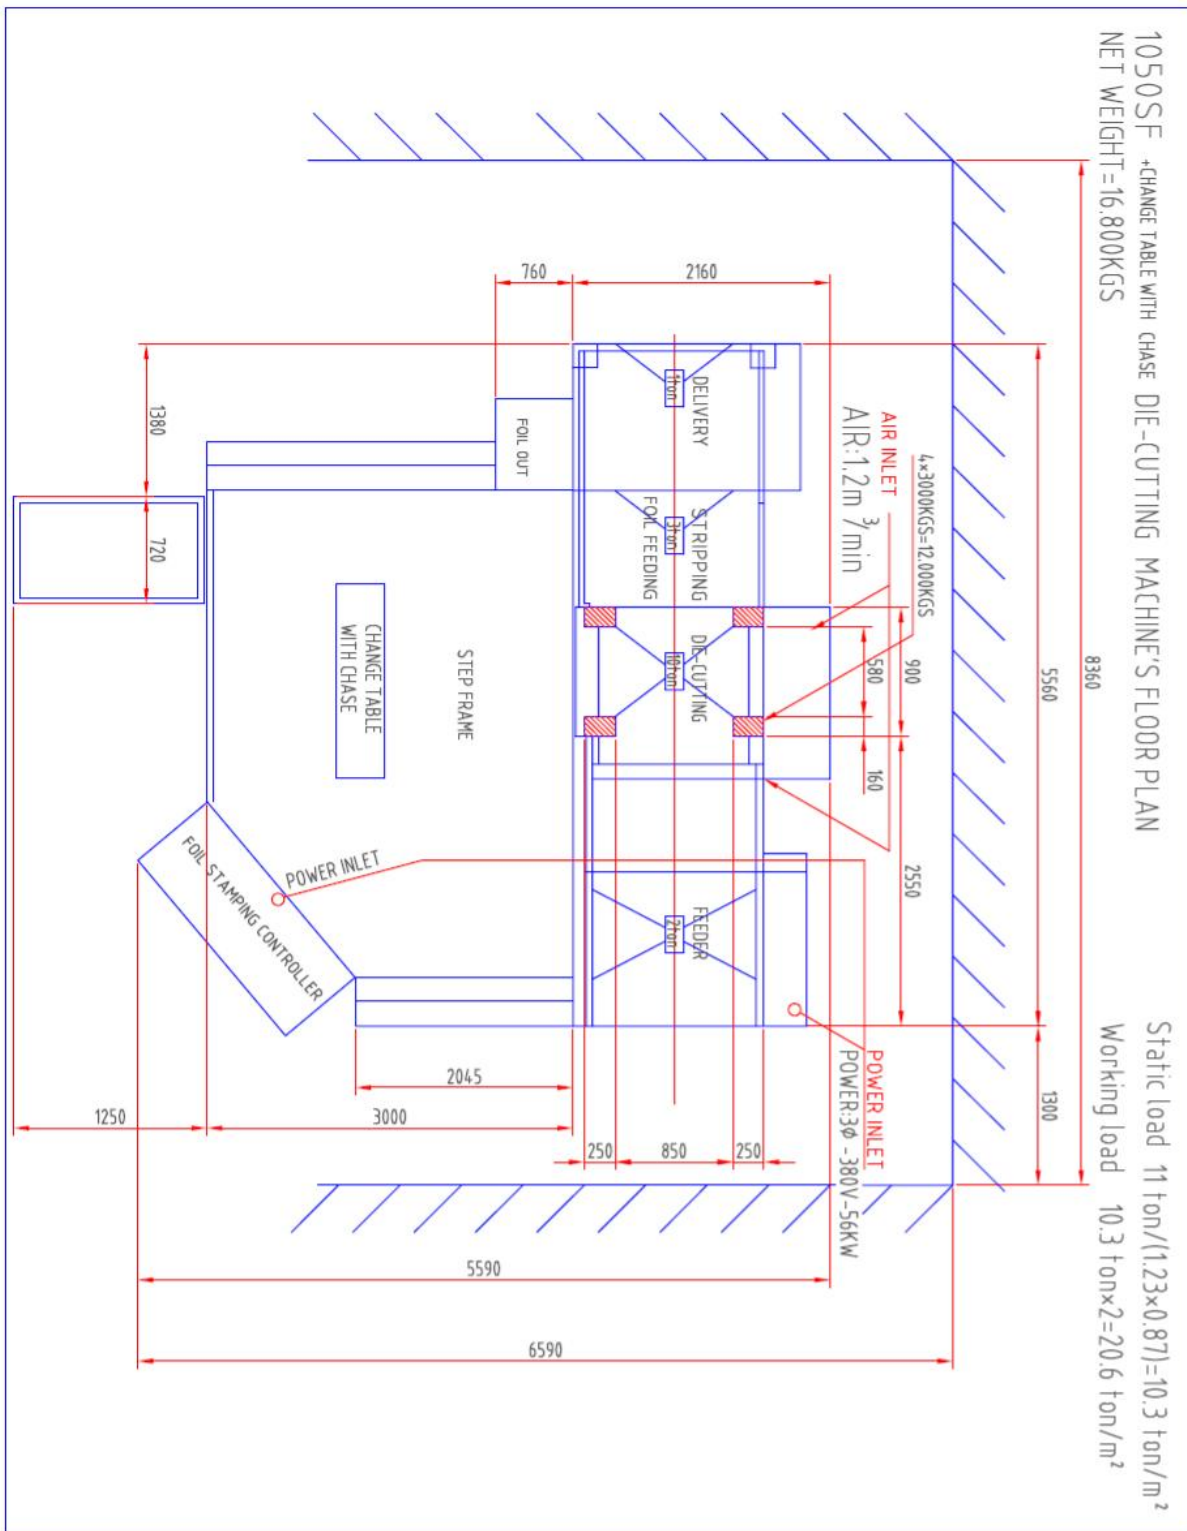 1050SF +CHANGE TABLE WITH CHASE DIE-CUTTING MACHINE'S FLOOR PLAN
NET WEIGHT=16.800KGS
Static load 11 ton/(1.23×0.87)=10.3 ton/m²
Working load 10.3 ton×2=20.6 ton/m²
8360
5560
1300
4×3000KGS=12.000KGS
900
2550
AIR INLET
AIR:1.2m³/min
580
160
POWER INLET
POWER:3Ø -380V-56KW
2160
760
DELIVERY
1ton
STRIPPING
FOIL FEEDING
3ton
DIE-CUTTING
10ton
FEEDER
2ton
250
850
250
FOIL OUT
STEP FRAME
CHANGE TABLE
WITH CHASE
POWER INLET
FOIL STAMPING CONTROLLER
1380
720
2045
3000
1250
5590
6590